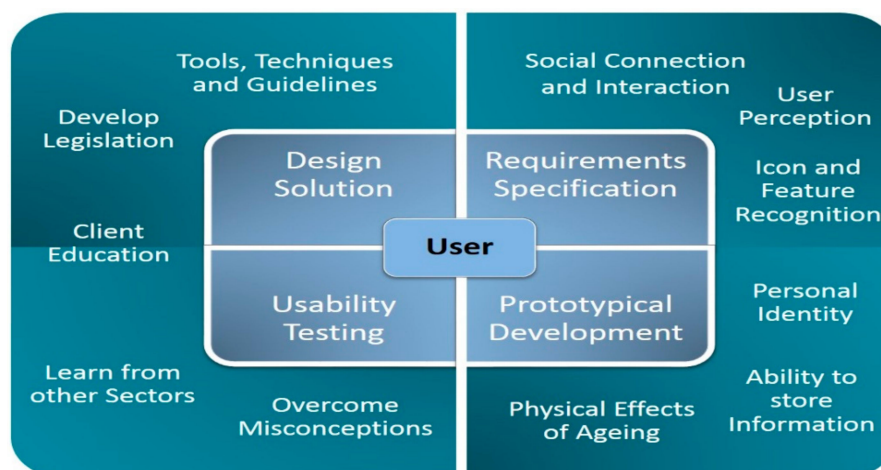 Tools, Techniques
and Guidelines
Develop
Legislation
Client
Education
Learn from
other Sectors
Overcome
Misconceptions
Design
Solution
Requirements
Specification
User
Usability
Testing
Prototypical
Development
Social Connection
and Interaction
User
Perception
Icon and
Feature
Recognition
Personal
Identity
Ability to
store
Information
Physical Effects
of Ageing